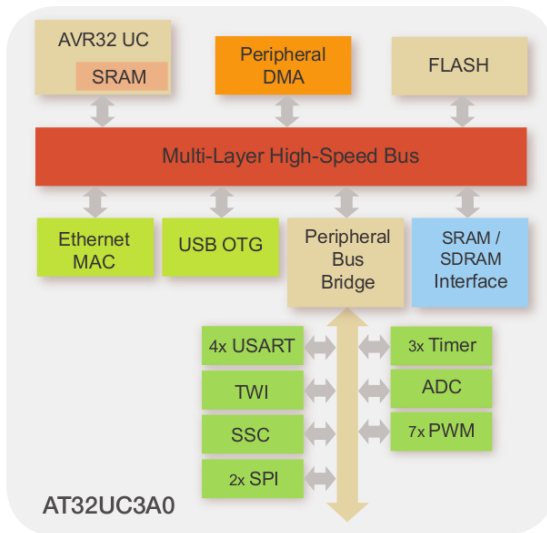 AVR32 UC
SRAM
Peripheral
DMA
FLASH
Multi-Layer High-Speed Bus
Ethernet
MAC
USB OTG
Peripheral
Bus
Bridge
SRAM /
SDRAM
Interface
4x USART
3x Timer
TWI
ADC
SSC
7x PWM
2x SPI
AT32UC3A0